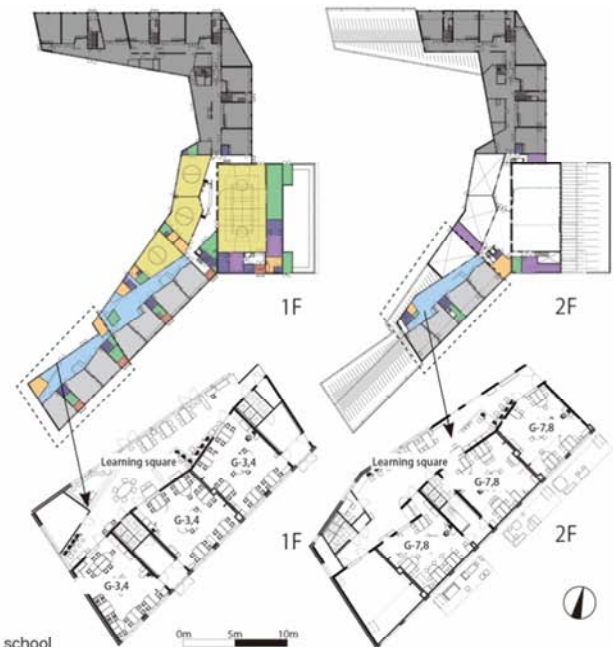 1F
2F
Learning square
G-3,4
G-3,4
G-3,4
1F
Learning square
G-7,8
G-7,8
G-7,8
2F
school
0m 5m 10m